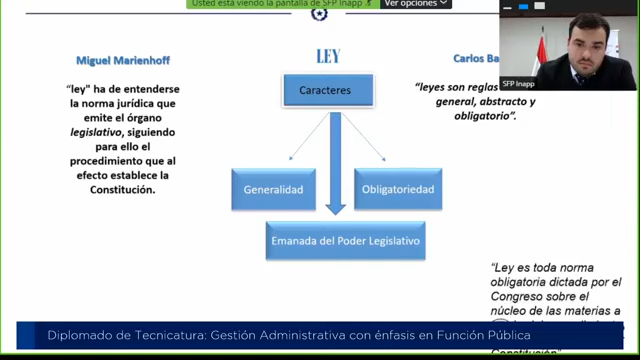 Usted está viendo la pantalla de SFP Inapp
Ver opciones
LEY
Miguel Marienhoff
"ley" ha de entenderse
la norma jurídica que
emite el órgano
legislativo, siguiendo
para ello el
procedimiento que al
efecto establece la
Constitución.
Caracteres
Generalidad
Obligatoriedad
Emanada del Poder Legislativo
Carlos
"leyes son reglas
general, abstracto y
obligatorio".
SFP Inapp
"Ley es toda norma
obligatoria dictada por el
Congreso sobre el
núcleo de las materias a
Diplomado de Tecnicatura: Gestión Administrativa con énfasis en Función Pública